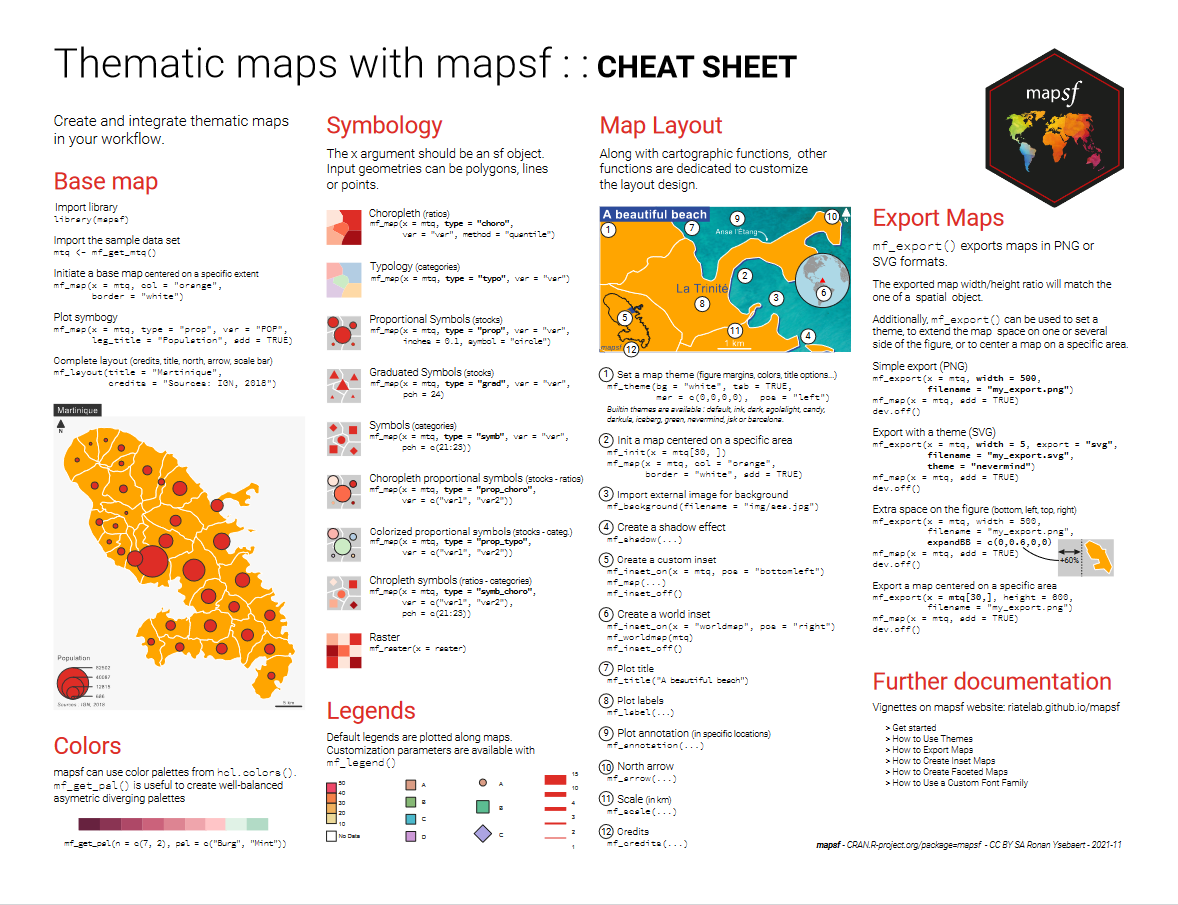 Thematic maps with mapsf : : CHEAT SHEET
mapsf
Create and integrate thematic maps
in your workflow.
Base map
Import library
library(mapsf)
Import the sample data set
mtq <- mf_get_mtq()
Initiate a base map centered on a specific extent
mf_map(x = mtq, col = "orange",
border = "white")
Plot symbogy
mf_map(x = mtq, type = "prop", var = "POP",
leg_title = "Population", add = TRUE)
Complete layout (credits, title, north, arrow, scale bar)
mf_layout(title = "Martinique",
credits = "Sources: IGN, 2018")
Martinique
N
Population
82502
40087
12815
686
Sources: IGN, 2018
5 km
Colors
mapsf can use color palettes from hcl.colors().
mf_get_pal() is useful to create well-balanced
asymetric diverging palettes
mf_get_pal(n = c(7, 2), pal = c("Burg", "Mint"))
Symbology
The x argument should be an sf object.
Input geometries can be polygons, lines
or points.
Choropleth (ratios)
mf_map(x = mtq, type = "choro",
var = "var", method = "quantile")
Typology (categories)
mf_map(x = mtq, type = "typo", var = "var")
Proportional Symbols (stocks)
mf_map(x = mtq, type = "prop", var = "var",
inches = 0.1, symbol = "circle")
Graduated Symbols (stocks)
mf_map(x = mtq, type = "grad", var = "var",
pch = 24)
Symbols (categories)
mf_map(x = mtq, type = "symb", var = "var",
pch = c(21:23))
Choropleth proportional symbols (stocks - ratios)
mf_map(x = mtq, type = "prop_choro",
var = c("var1", "var2"))
Colorized proportional symbols (stocks - categ.)
mf_map(x = mtq, type = "prop_typo",
var = c("var1", "var2"))
Chropleth symbols (ratios - categories)
mf_map(x = mtq, type = "symb_choro",
var = c("var1", "var2"),
pch = c(21:23))
Raster
mf_raster(x = raster)
Legends
Default legends are plotted along maps.
Customization parameters are available with
mf_legend()
50
40
30
20
10
No Data
A
B
C
D
A
B
C
15
10
4
3
2
1
Map Layout
Along with cartographic functions, other
functions are dedicated to customize
the layout design.
A beautiful beach
1
7
9
10
N
Anse l'Étang
2
La Trinité
8
3
6
5
11
4
1 km
mapsf
12
1 Set a map theme (figure margins, colors, title options...)
mf_theme(bg = "white", tab = TRUE,
mar = c(0,0,0,0), pos = "left")
Builtin themes are available : default, ink, dark, agolalight, candy,
darkula, iceberg, green, nevermind, jsk or barcelona.
2 Init a map centered on a specific area
mf_init(x = mtq[30, ])
mf_map(x = mtq, col = "orange",
border = "white", add = TRUE)
3 Import external image for background
mf_background(filename = "img/sea.jpg")
4 Create a shadow effect
mf_shadow(...)
5 Create a custom inset
mf_inset_on(x = mtq, pos = "bottomleft")
mf_map(...)
mf_inset_off()
6 Create a world inset
mf_inset_on(x = "worldmap", pos = "right")
mf_worldmap(mtq)
mf_inset_off()
7 Plot title
mf_title("A beautiful beach")
8 Plot labels
mf_label(...)
9 Plot annotation (in specific locations)
mf_annotation(...)
10 North arrow
mf_arrow(...)
11 Scale (in km)
mf_scale(...)
12 Credits
mf_credits(...)
Export Maps
mf_export() exports maps in PNG or
SVG formats.
The exported map width/height ratio will match the
one of a spatial object.
Additionally, mf_export() can be used to set a
theme, to extend the map space on one or several
side of the figure, or to center a map on a specific area.
Simple export (PNG)
mf_export(x = mtq, width = 500,
filename = "my_export.png")
mf_map(x = mtq, add = TRUE)
dev.off()
Export with a theme (SVG)
mf_export(x = mtq, width = 5, export = "svg",
filename = "my_export.svg",
theme = "nevermind")
mf_map(x = mtq, add = TRUE)
dev.off()
Extra space on the figure (bottom, left, top, right)
mf_export(x = mtq, width = 500,
filename = "my_export.png",
expandBB = c(0,0.6,0,0)
mf_map(x = mtq, add = TRUE)
dev.off()
+60%
Export a map centered on a specific area
mf_export(x = mtq[30,], height = 600,
filename = "my_export.png")
mf_map(x = mtq, add = TRUE)
dev.off()
Further documentation
Vignettes on mapsf website: riatelab.github.io/mapsf
> Get started
> How to Use Themes
> How to Export Maps
> How to Create Inset Maps
> How to Create Faceted Maps
> How to Use a Custom Font Family
mapsf - CRAN.R-project.org/package=mapsf - CC BY SA Ronan Ysebaert - 2021-11